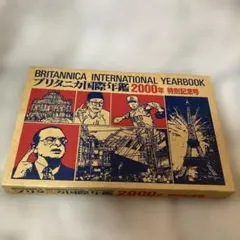 BRITANNICA INTERNATIONAL YEARBOOK
ブリタニカ国際年鑑 2000年 特別記念号
ブリタニカ国際年鑑 2000年